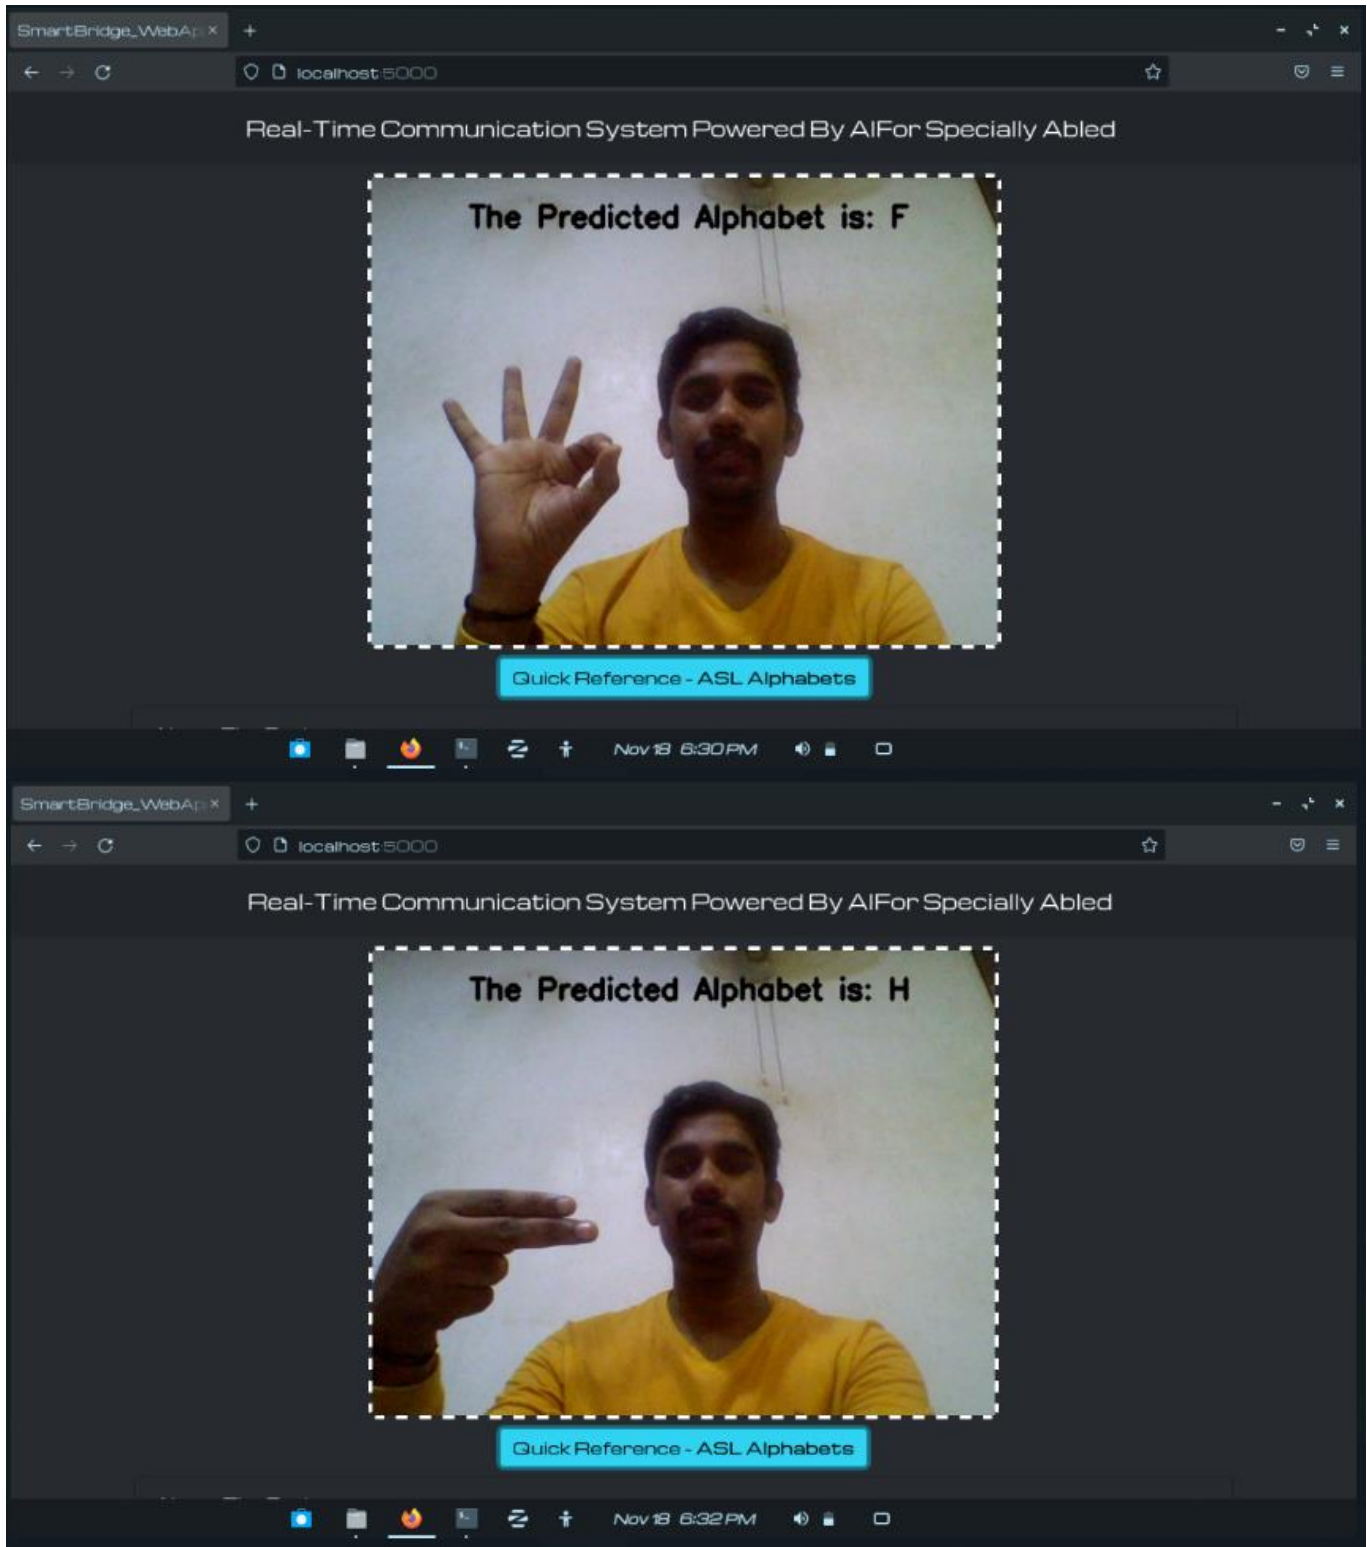 SmartBridge_WebAp
localhost:5000
Real-Time Communication System Powered By AIFor Specially Abled
The Predicted Alphabet is: F
Quick Reference - ASL Alphabets
Nov 18 6:30 PM
SmartBridge_WebAp
localhost:5000
Real-Time Communication System Powered By AIFor Specially Abled
The Predicted Alphabet is: H
Quick Reference - ASL Alphabets
Nov 18 6:32 PM